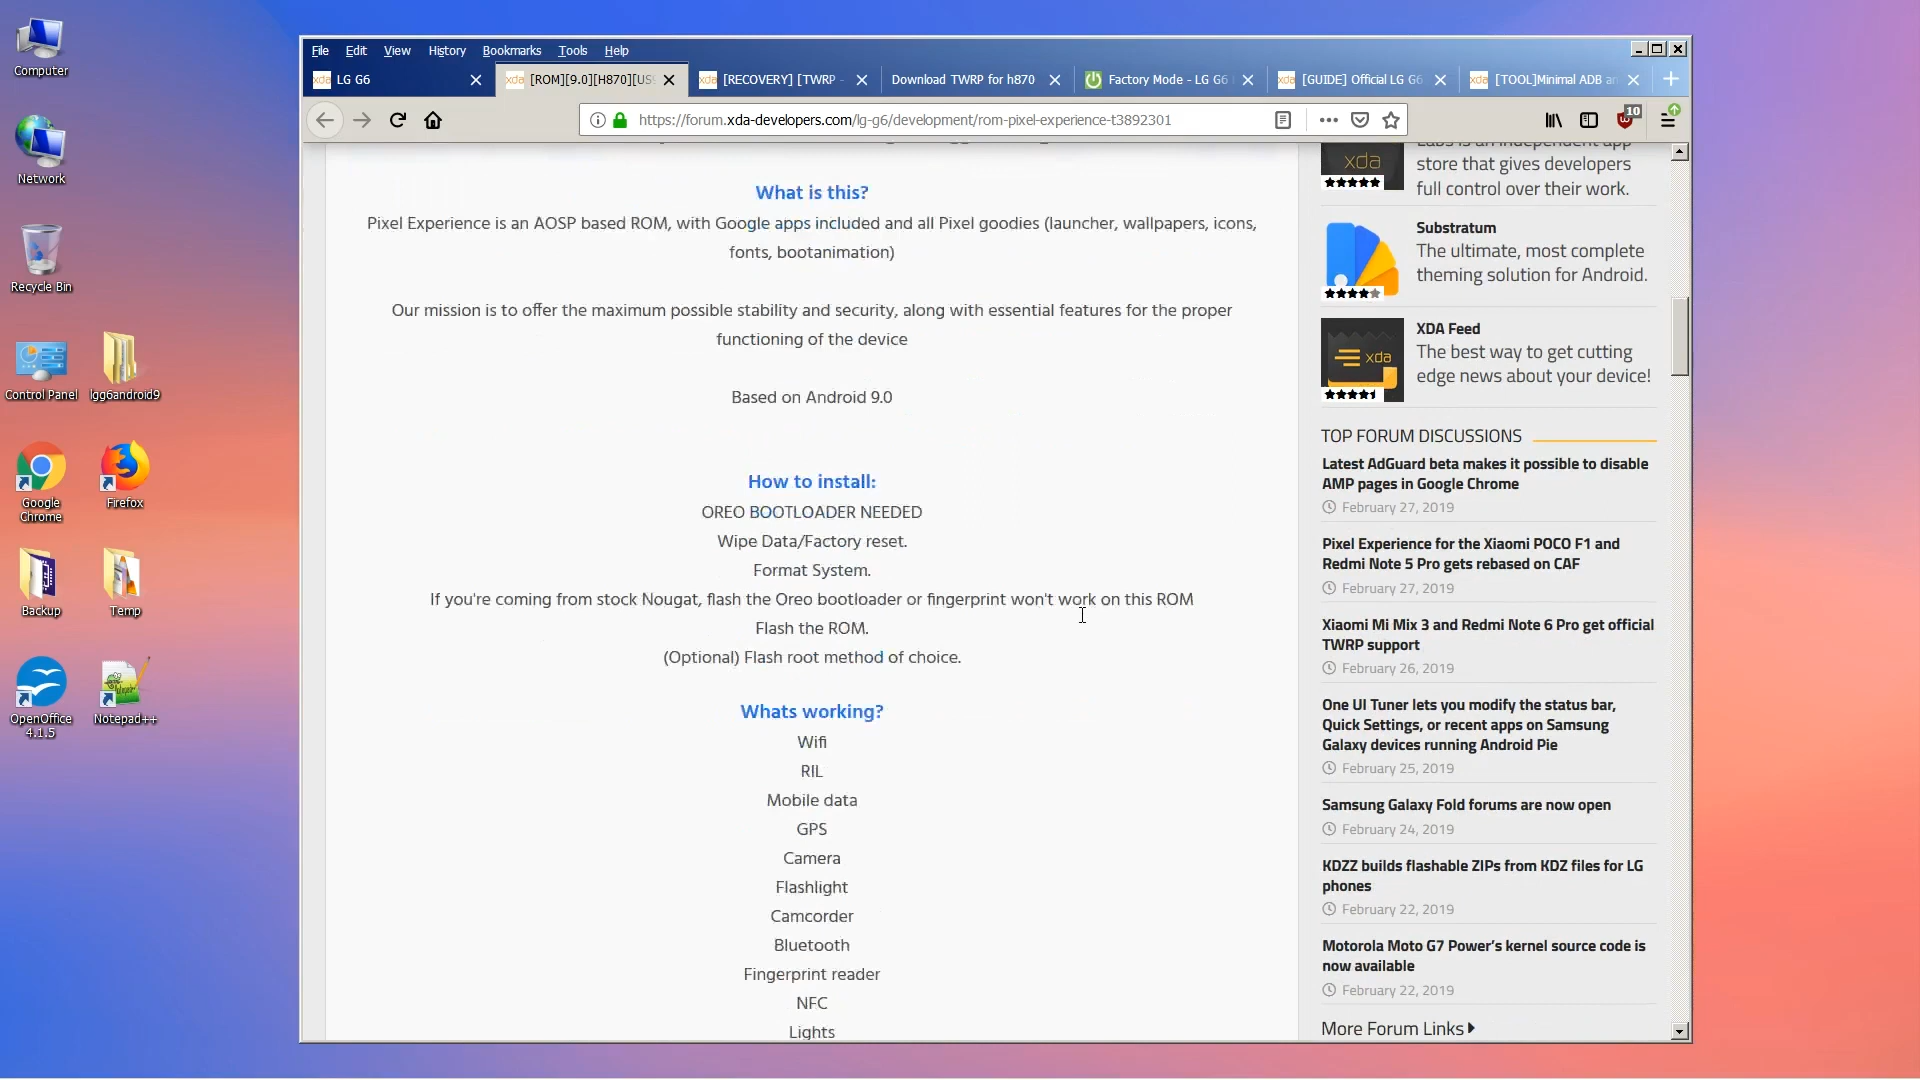 Computer
Network
Recycle Bin
Control Panel
lgg6android9
Google
Chrome
Firefox
Backup
Temp
OpenOffice
4.1.5
Notepad++
File Edit View History Bookmarks Tools Help
xda LG G6
xda [ROM][9.0][H870][US9
xda [RECOVERY] [TWRP -
Download TWRP for h870
Factory Mode - LG G6
xda [GUIDE] Official LG G6
xda [TOOL]Minimal ADB an
https://forum.xda-developers.com/lg-g6/development/rom-pixel-experience-t3892301
10
What is this?
Pixel Experience is an AOSP based ROM, with Google apps included and all Pixel goodies (launcher, wallpapers, icons,
fonts, bootanimation)
Our mission is to offer the maximum possible stability and security, along with essential features for the proper
functioning of the device
Based on Android 9.0
How to install:
OREO BOOTLOADER NEEDED
Wipe Data/Factory reset.
Format System.
If you're coming from stock Nougat, flash the Oreo bootloader or fingerprint won't work on this ROM
Flash the ROM.
(Optional) Flash root method of choice.
Whats working?
Wifi
RIL
Mobile data
GPS
Camera
Flashlight
Camcorder
Bluetooth
Fingerprint reader
NFC
Lights
xda
Labs is an independent app
store that gives developers
full control over their work.
Substratum
The ultimate, most complete
theming solution for Android.
xda
XDA Feed
The best way to get cutting
edge news about your device!
TOP FORUM DISCUSSIONS
Latest AdGuard beta makes it possible to disable
AMP pages in Google Chrome
February 27, 2019
Pixel Experience for the Xiaomi POCO F1 and
Redmi Note 5 Pro gets rebased on CAF
February 27, 2019
Xiaomi Mi Mix 3 and Redmi Note 6 Pro get official
TWRP support
February 26, 2019
One UI Tuner lets you modify the status bar,
Quick Settings, or recent apps on Samsung
Galaxy devices running Android Pie
February 25, 2019
Samsung Galaxy Fold forums are now open
February 24, 2019
KDZZ builds flashable ZIPs from KDZ files for LG
phones
February 22, 2019
Motorola Moto G7 Power’s kernel source code is
now available
February 22, 2019
More Forum Links